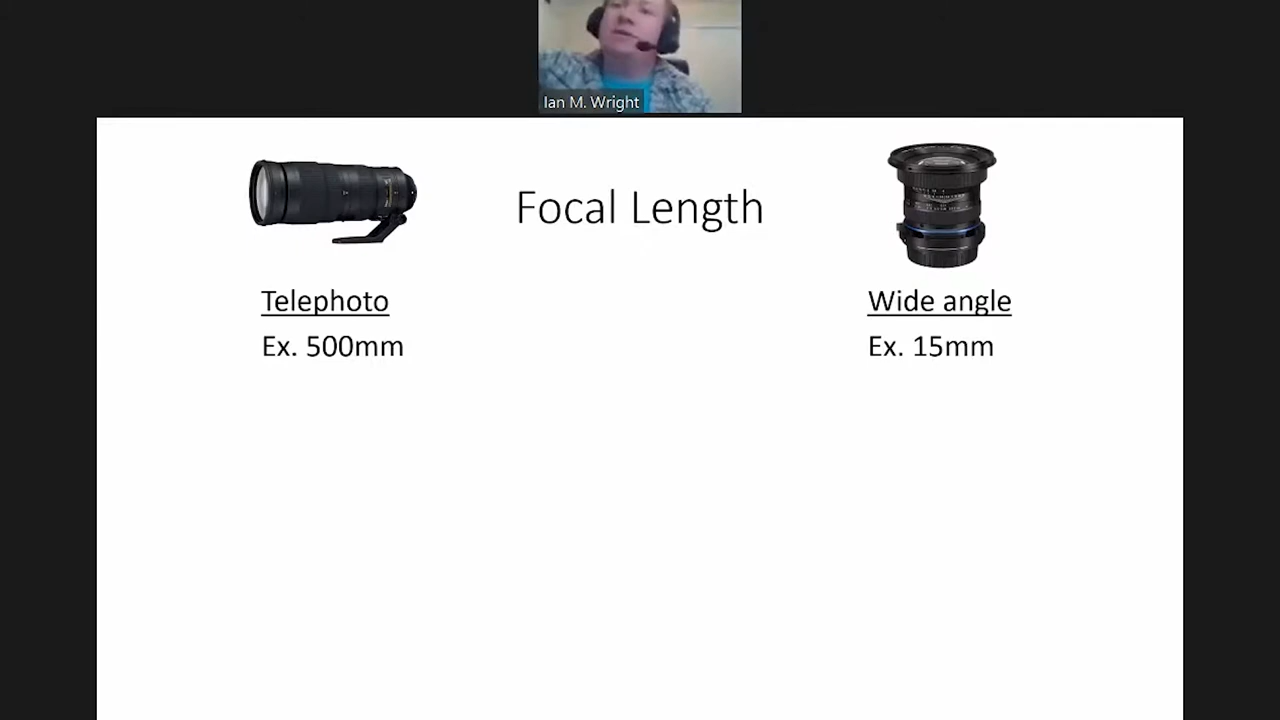 Ian M. Wright
Focal Length
Telephoto
Ex. 500mm
Wide angle
Ex. 15mm